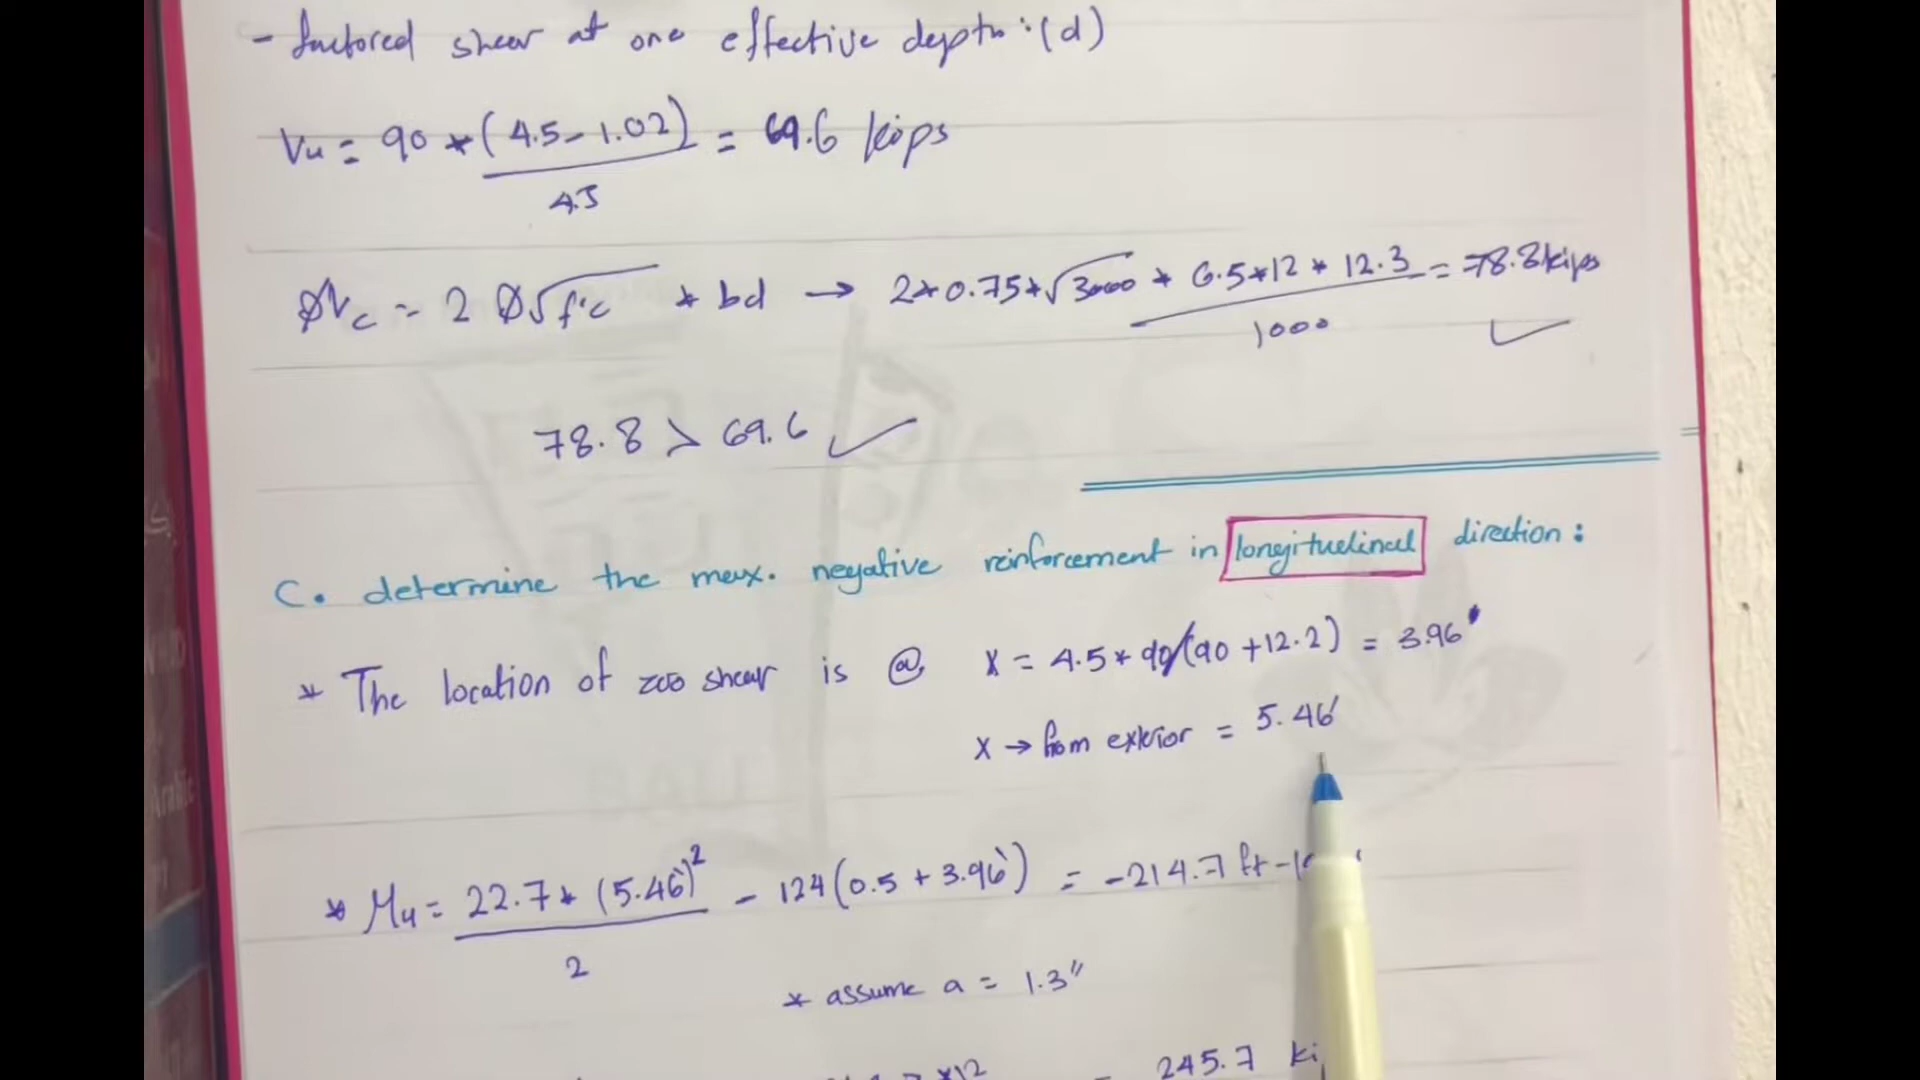 - factored shear at one effective depth : (d)
Vu = 90 * (4.5 - 1.02) / 4.5 = 69.6 kips
ØVc = 2 Ø√f'c * bd → 2*0.75*√3000 * 6.5*12 * 12.3 / 1000 = 78.8 kips
78.8 > 69.6 ✓
C. determine the max. negative reinforcement in longitudinal direction:
* The location of zero shear is @ X = 4.5 * 90/(90 + 12.2) = 3.96'
X → from exterior = 5.46'
* Mu = 22.7 * (5.46')² / 2 - 124 (0.5 + 3.96') = -214.7 ft-k
* assume a = 1.3"
*12 = 245.7 ki